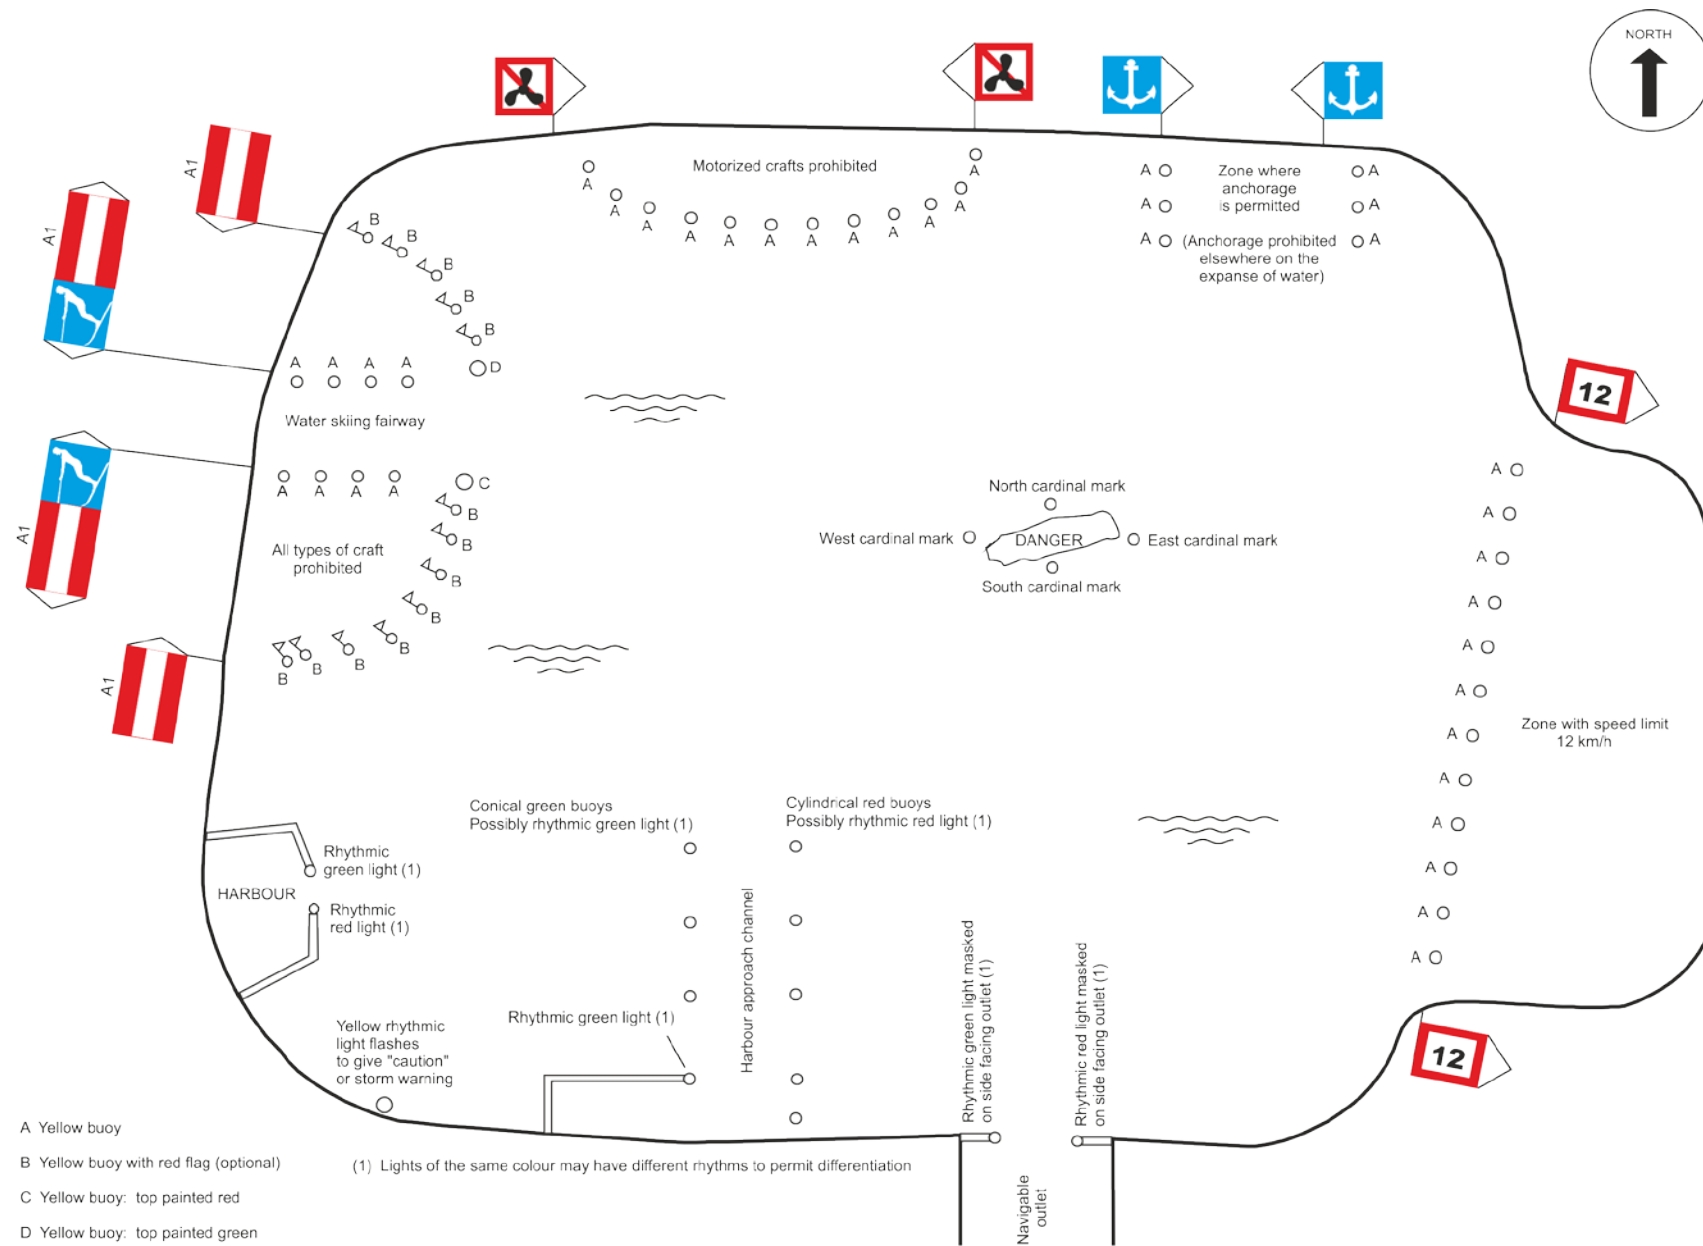 NORTH
A1
A1
A1
A1
Motorized crafts prohibited
A
A
A
A
A
A
A
A
A
A
A
A
Zone where
anchorage
is permitted
(Anchorage prohibited
elsewhere on the
expanse of water)
A
A
A
A
A
A
B
B
B
B
B
D
A A A A
Water skiing fairway
A A A A
C
All types of craft
prohibited
B
B
B
B
B
B
B
B
12
North cardinal mark
West cardinal mark
DANGER
East cardinal mark
South cardinal mark
A
A
A
A
A
A
A
A
A
A
A
A
Zone with speed limit
12 km/h
12
Conical green buoys
Possibly rhythmic green light (1)
Cylindrical red buoys
Possibly rhythmic red light (1)
Rhythmic
green light (1)
HARBOUR
Rhythmic
red light (1)
Harbour approach channel
Rhythmic green light (1)
Yellow rhythmic
light flashes
to give "caution"
or storm warning
Rhythmic green light masked
on side facing outlet (1)
Rhythmic red light masked
on side facing outlet (1)
Navigable
outlet
A Yellow buoy
B Yellow buoy with red flag (optional)
C Yellow buoy: top painted red
D Yellow buoy: top painted green
(1) Lights of the same colour may have different rhythms to permit differentiation